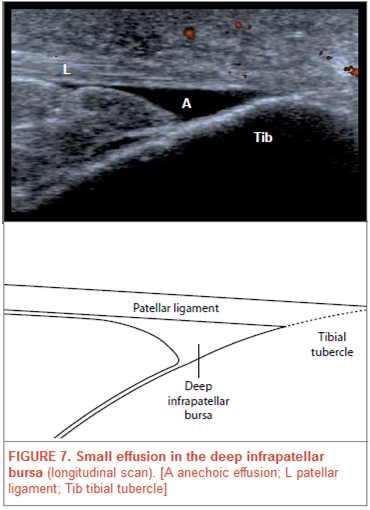 L
A
Tib
Patellar ligament
Tibial
tubercle
Deep
infrapatellar
bursa
FIGURE 7. Small effusion in the deep infrapatellar
bursa (longitudinal scan). [A anechoic effusion; L patellar
ligament; Tib tibial tubercle]